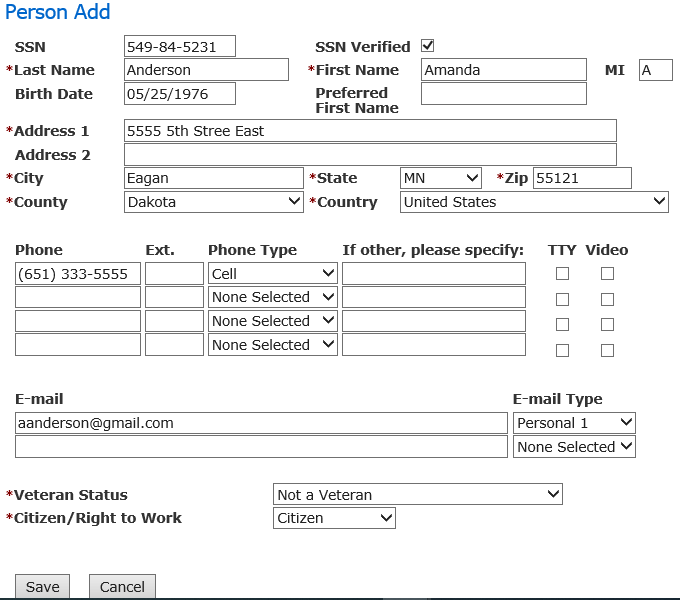 Person Add
SSN 549-84-5231 SSN Verified
*Last Name Anderson *First Name Amanda MI A
Birth Date 05/25/1976 Preferred First Name
*Address 1 5555 5th Stree East
Address 2
*City Eagan *State MN *Zip 55121
*County Dakota *Country United States
Phone Ext. Phone Type If other, please specify: TTY Video
(651) 333-5555 Cell
None Selected
None Selected
None Selected
E-mail E-mail Type
aanderson@gmail.com Personal 1
None Selected
*Veteran Status Not a Veteran
*Citizen/Right to Work Citizen
Save Cancel